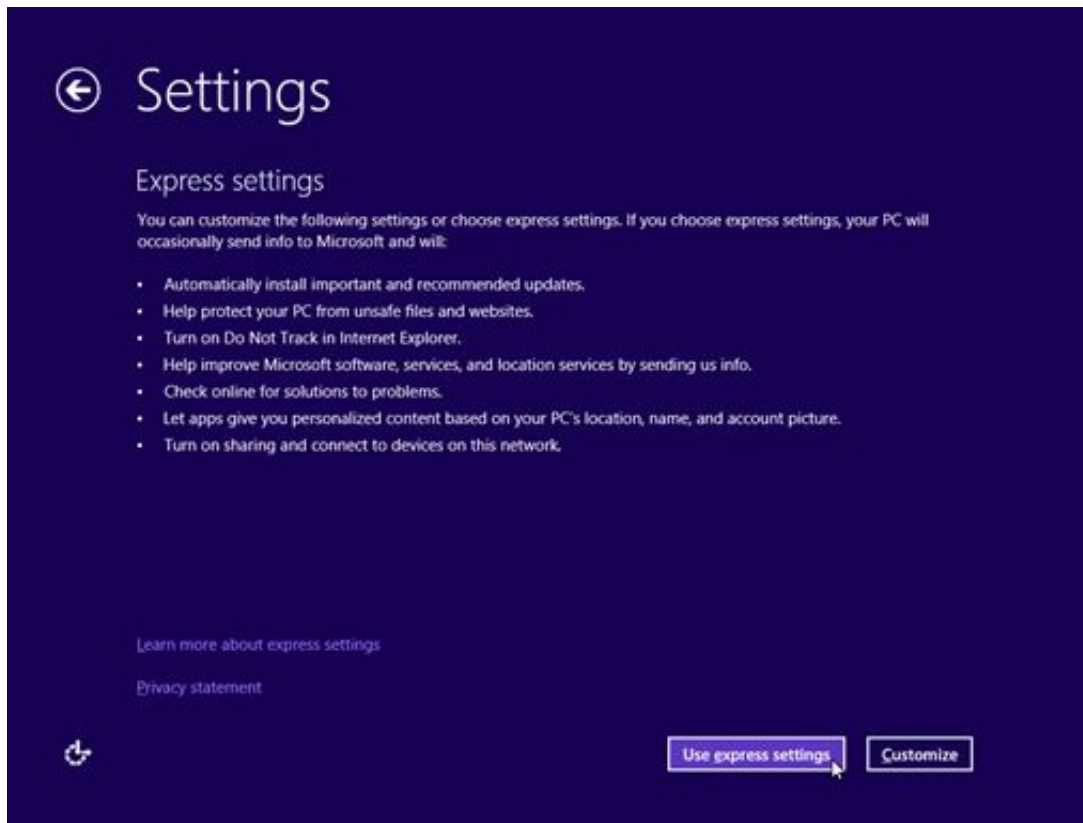 Settings
Express settings
You can customize the following settings or choose express settings. If you choose express settings, your PC will
occasionally send info to Microsoft and will:
• Automatically install important and recommended updates.
• Help protect your PC from unsafe files and websites.
• Turn on Do Not Track in Internet Explorer.
• Help improve Microsoft software, services, and location services by sending us info.
• Check online for solutions to problems.
• Let apps give you personalized content based on your PC's location, name, and account picture.
• Turn on sharing and connect to devices on this network.
Learn more about express settings
Privacy statement
Use express settings
Customize